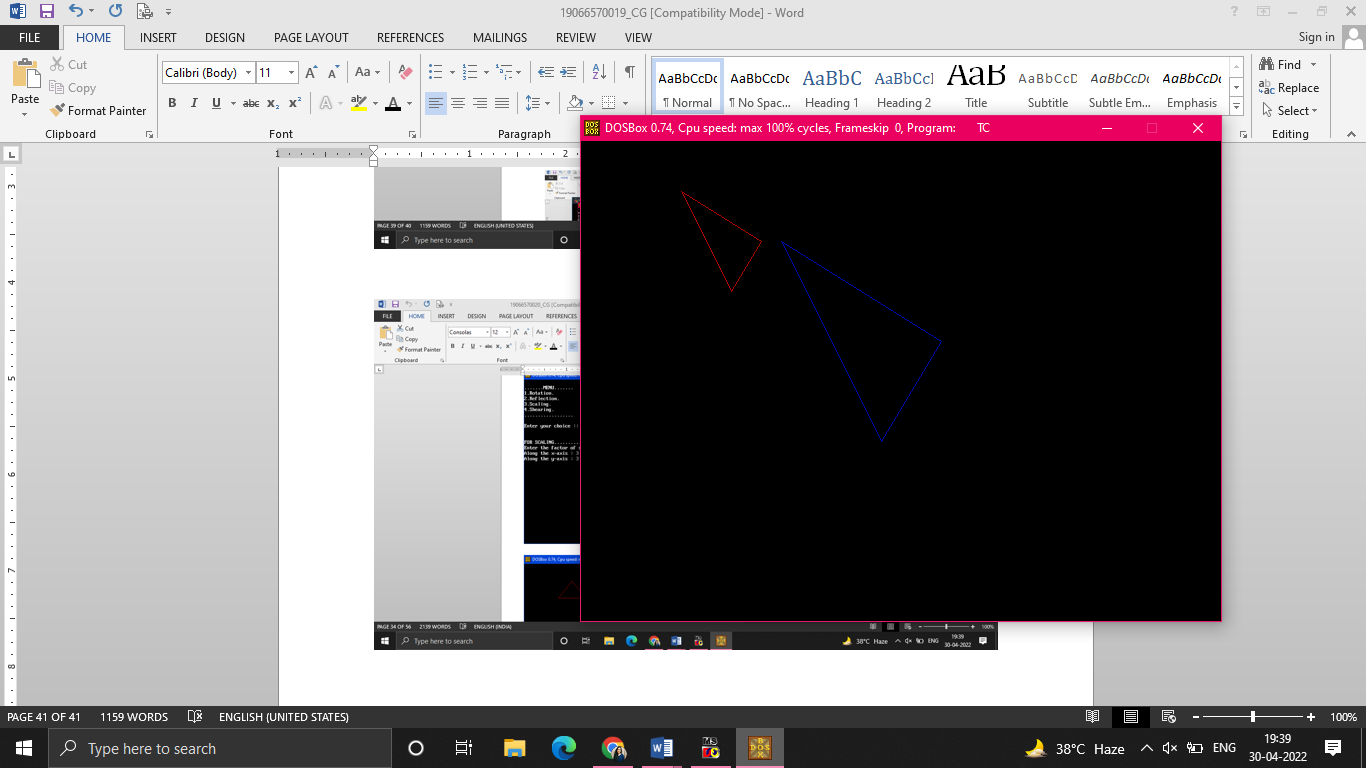 19066570019_CG [Compatibility Mode] - Word
FILE HOME INSERT DESIGN PAGE LAYOUT REFERENCES MAILINGS REVIEW VIEW Sign in
Paste Cut Copy Format Painter
Calibri (Body) 11
AaBbCcDc AaBbCcDc AaBbC AaBbCcI AaB AaBbCcD AaBbCcDc AaBbCcDc
¶ Normal ¶ No Spac... Heading 1 Heading 2 Title Subtitle Subtle Em... Emphasis
Find
Replace
Select
Clipboard Font Paragraph Editing
DOSBox 0.74, Cpu speed: max 100% cycles, Frameskip 0, Program: TC
PAGE 39 OF 40 1159 WORDS ENGLISH (UNITED STATES)
Type here to search
FILE HOME INSERT DESIGN PAGE LAYOUT REFERENCES
Cut
Copy
Format Painter
Paste
Consolas 12
Clipboard Font
.......MENU.......
1.Rotation.
2.Reflection.
3.Scaling.
4.Shearing.
Enter your choice
FOR SCALING
Enter the factor of
Along the x-axis : 3
Along the y-axis : 3
PAGE 34 OF 56 2139 WORDS ENGLISH (INDIA) 100%
Type here to search 38°C Haze ENG 19:39
30-04-2022
PAGE 41 OF 41 1159 WORDS ENGLISH (UNITED STATES) 100%
Type here to search 38°C Haze ENG 19:39
30-04-2022